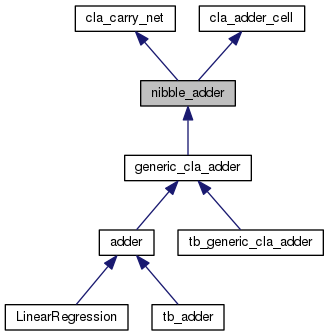 cla_carry_net
cla_adder_cell
nibble_adder
generic_cla_adder
adder
tb_generic_cla_adder
LinearRegression
tb_adder